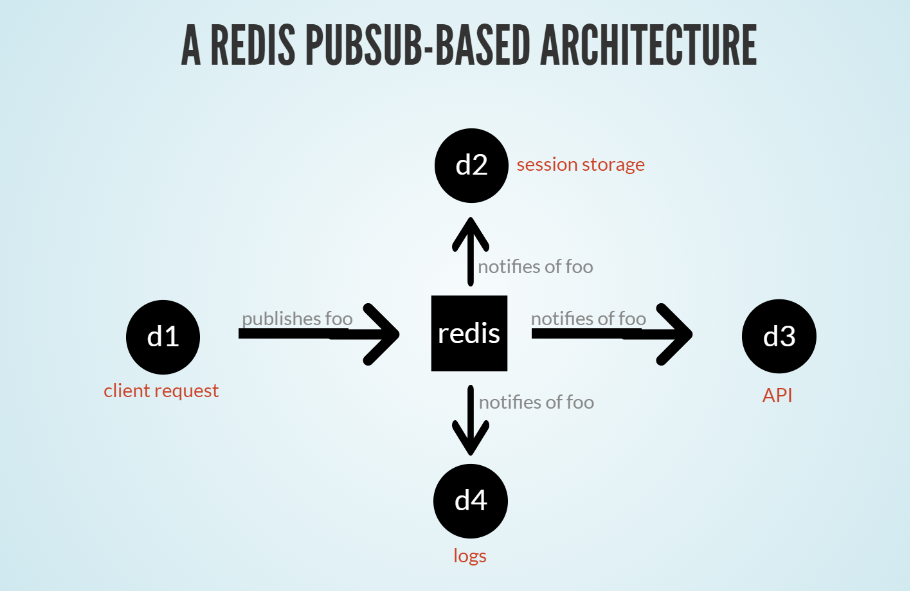 A REDIS PUBSUB-BASED ARCHITECTURE
d2
session storage
notifies of foo
d1
client request
publishes foo
redis
notifies of foo
d3
API
notifies of foo
d4
logs